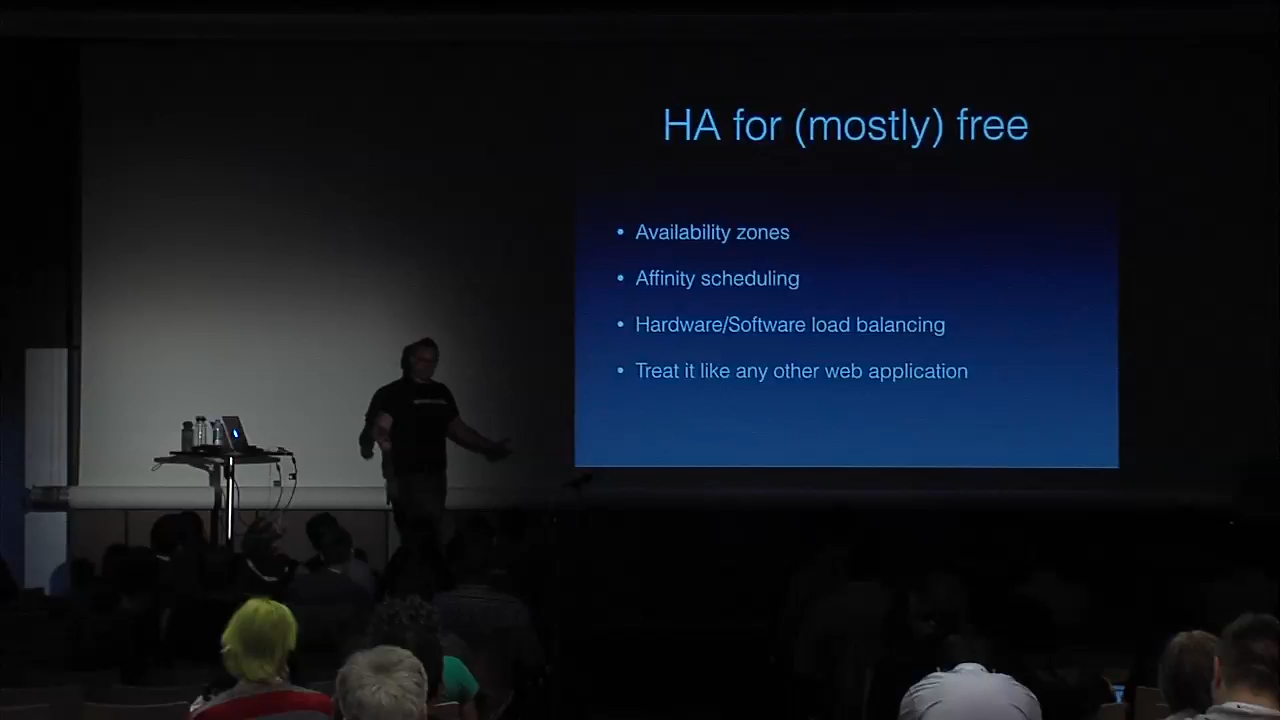 HA for (mostly) free
• Availability zones
• Affinity scheduling
• Hardware/Software load balancing
• Treat it like any other web application